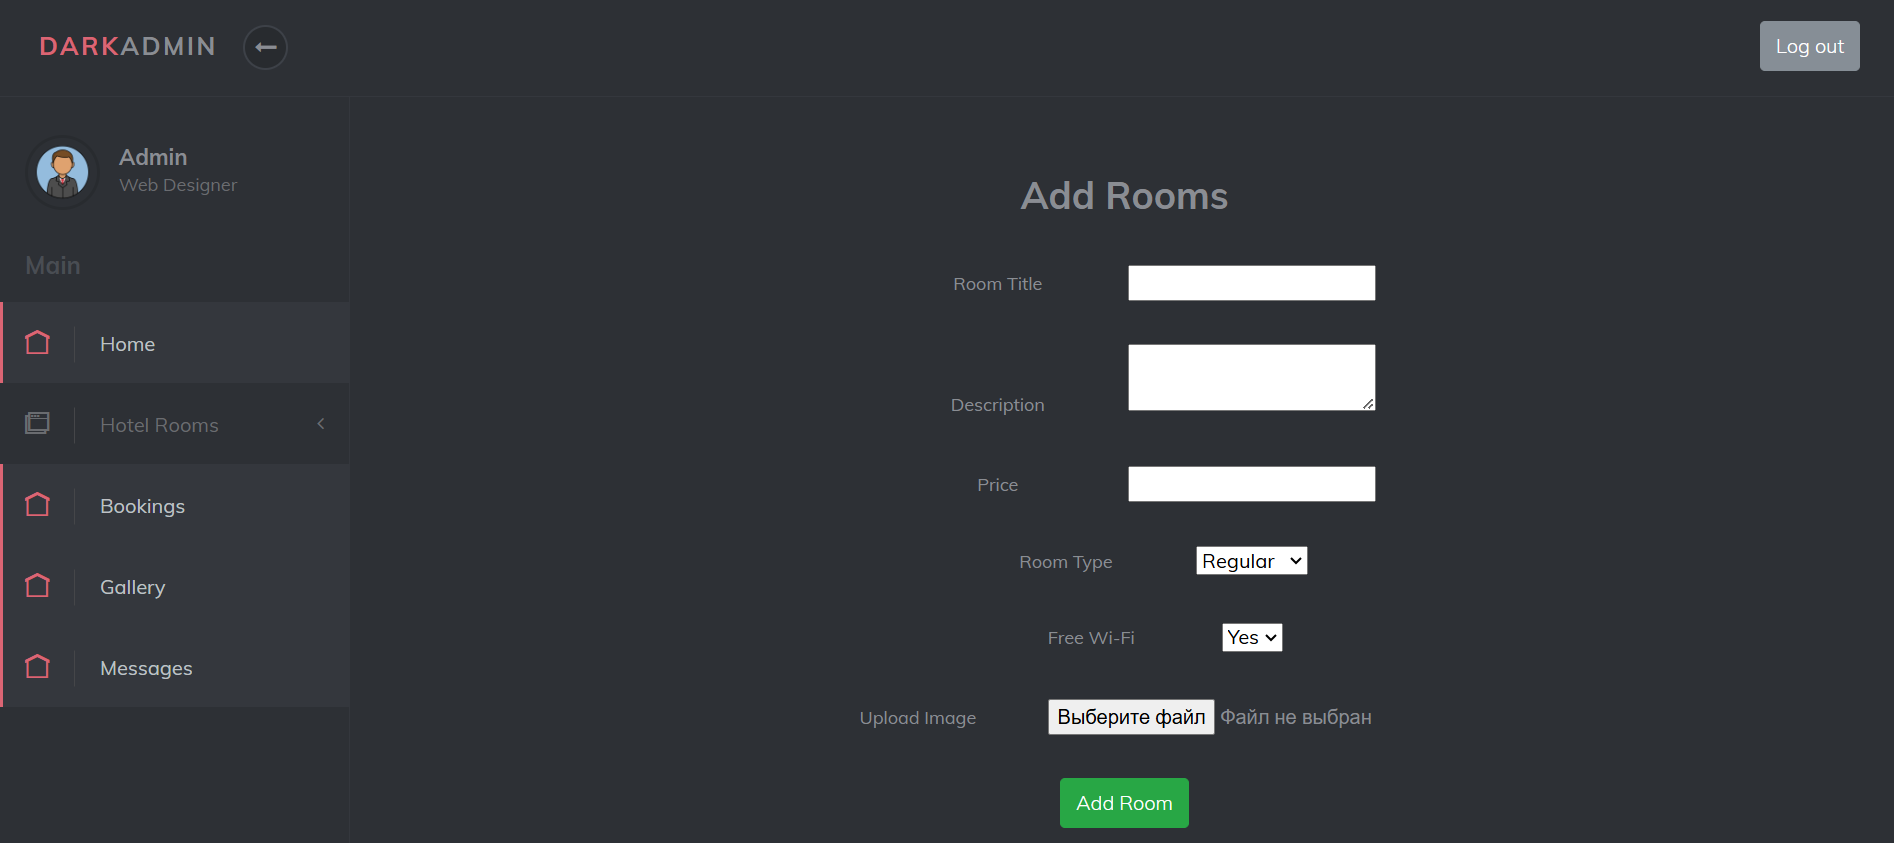 DARKADMIN
Log out
Admin
Web Designer
Main
Home
Hotel Rooms
Bookings
Gallery
Messages
Add Rooms
Room Title
Description
Price
Room Type Regular
Free Wi-Fi Yes
Upload Image Выберите файл Файл не выбран
Add Room